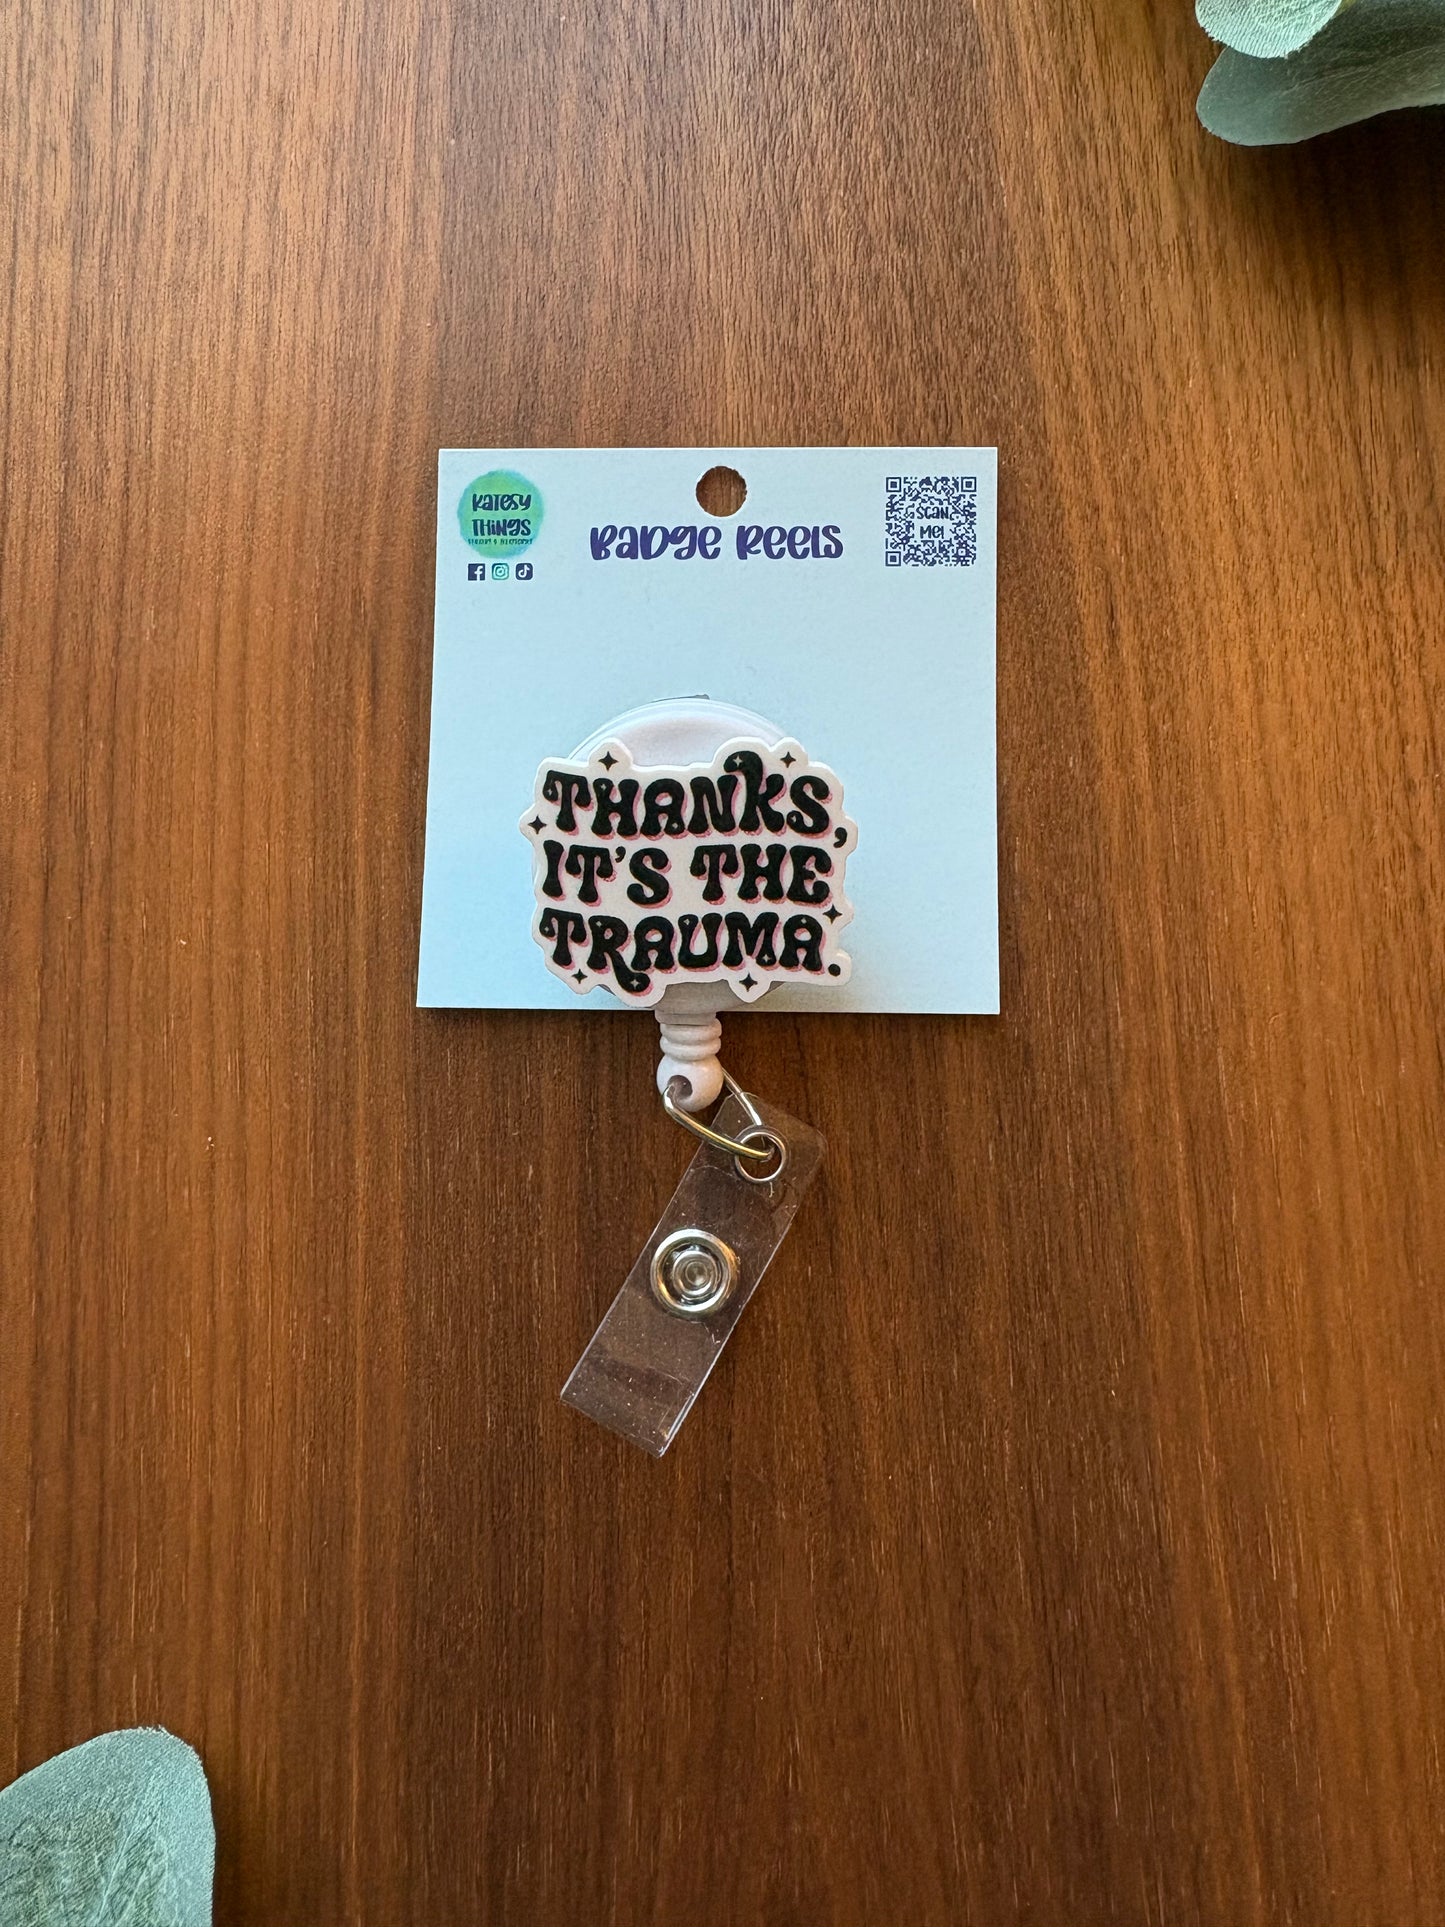 Katesy
Things
Badge Reels
SCAN
ME!
THANKS,
IT'S THE
TRAUMA.